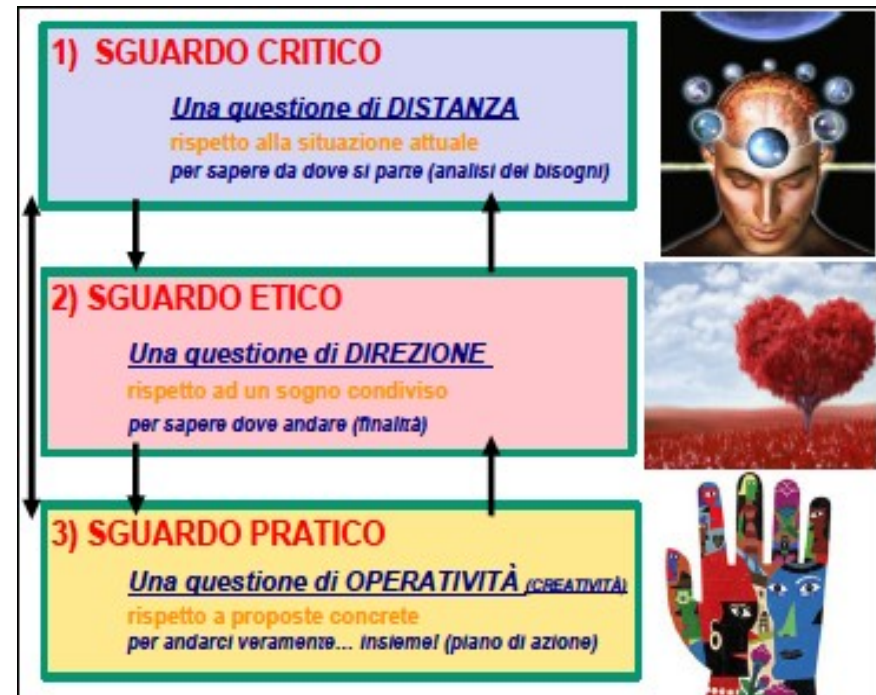 1) SGUARDO CRITICO
Una questione di DISTANZA
rispetto alla situazione attuale
per sapere da dove si parte (analisi dei bisogni)
2) SGUARDO ETICO
Una questione di DIREZIONE
rispetto ad un sogno condiviso
per sapere dove andare (finalità)
3) SGUARDO PRATICO
Una questione di OPERATIVITÀ (CREATIVITÀ)
rispetto a proposte concrete
per andarci veramente... insieme! (piano di azione)